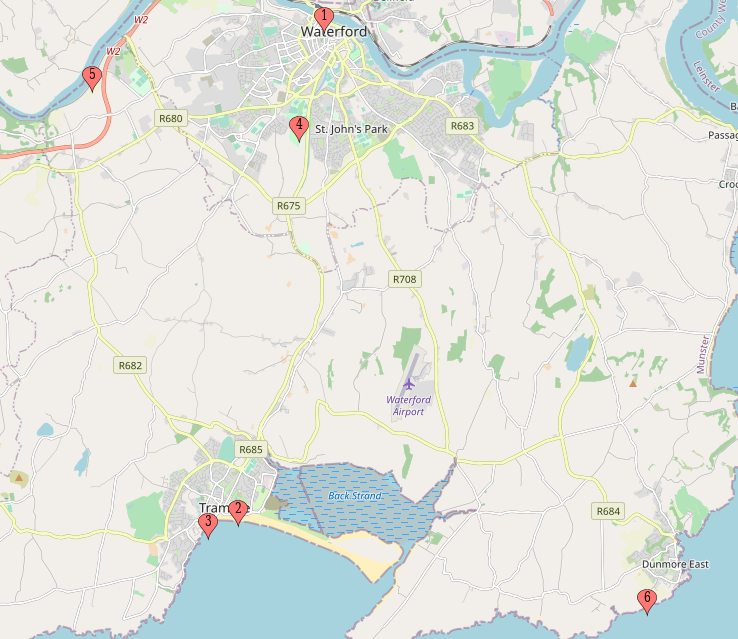 1
Waterford
W2
W2
County We
Leinster
5
R680
4
St. John's Park
R683
Passag
Croo
R675
R708
Munster
R682
Waterford
Airport
R685
Back Strand
Tram
2
3
R684
Dunmore East
6